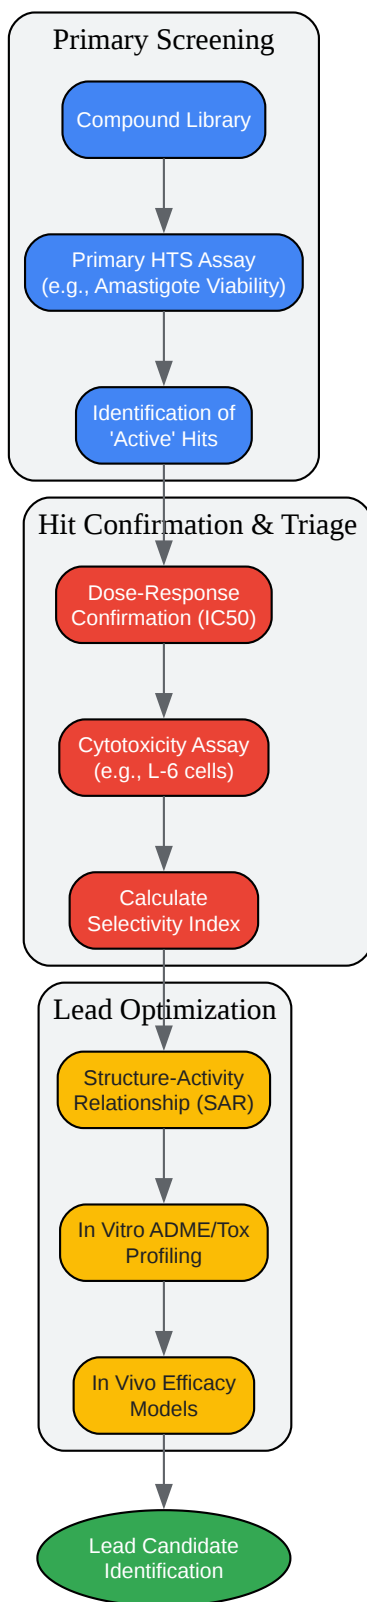 Primary Screening
Compound Library
Primary HTS Assay
(e.g., Amastigote Viability)
Identification of
'Active' Hits
Hit Confirmation & Triage
Dose-Response
Confirmation (IC50)
Cytotoxicity Assay
(e.g., L-6 cells)
Calculate
Selectivity Index
Lead Optimization
Structure-Activity
Relationship (SAR)
In Vitro ADME/Tox
Profiling
In Vivo Efficacy
Models
Lead Candidate
Identification